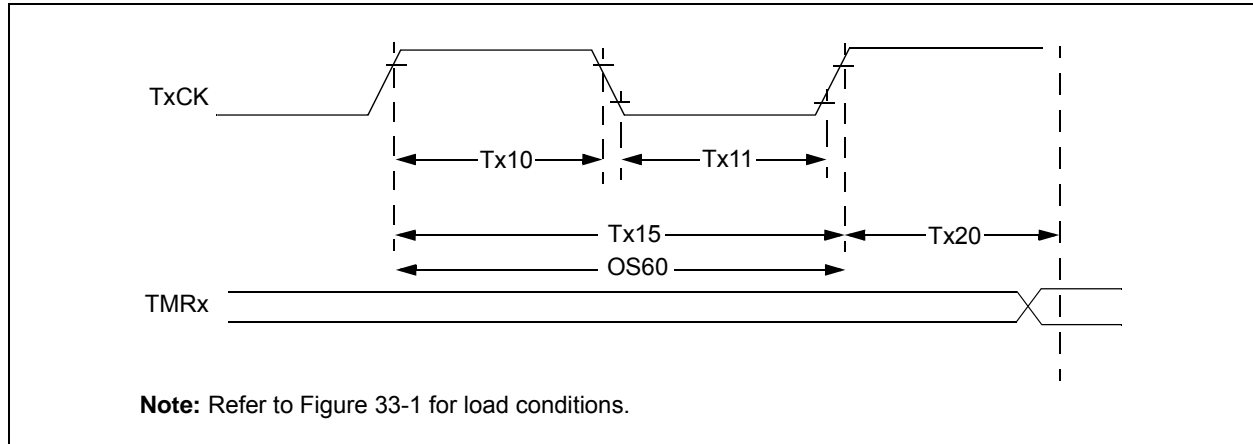 TxCK
Tx10
Tx11
Tx15
Tx20
OS60
TMRx
Note: Refer to Figure 33-1 for load conditions.